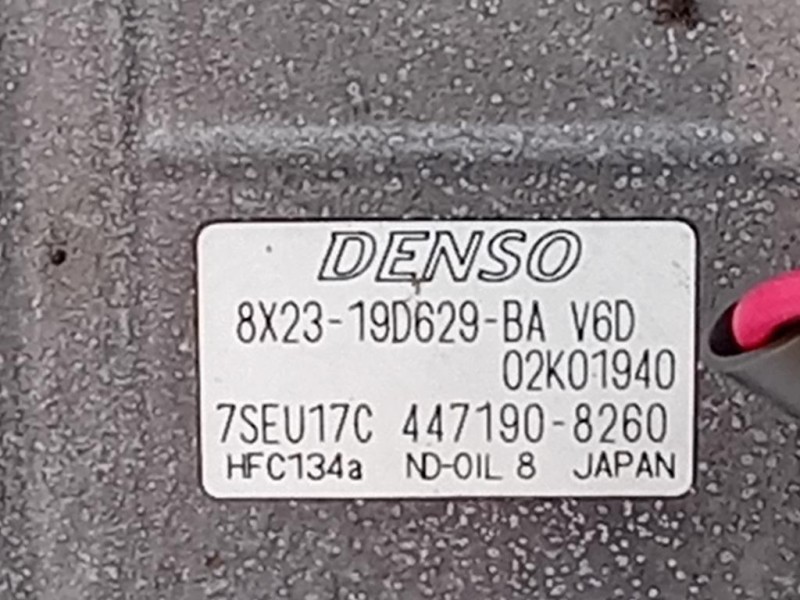 DENSO
8X23-19D629-BA V6D
02K01940
7SEU17C 447190-8260
HFC134a ND-OIL 8 JAPAN